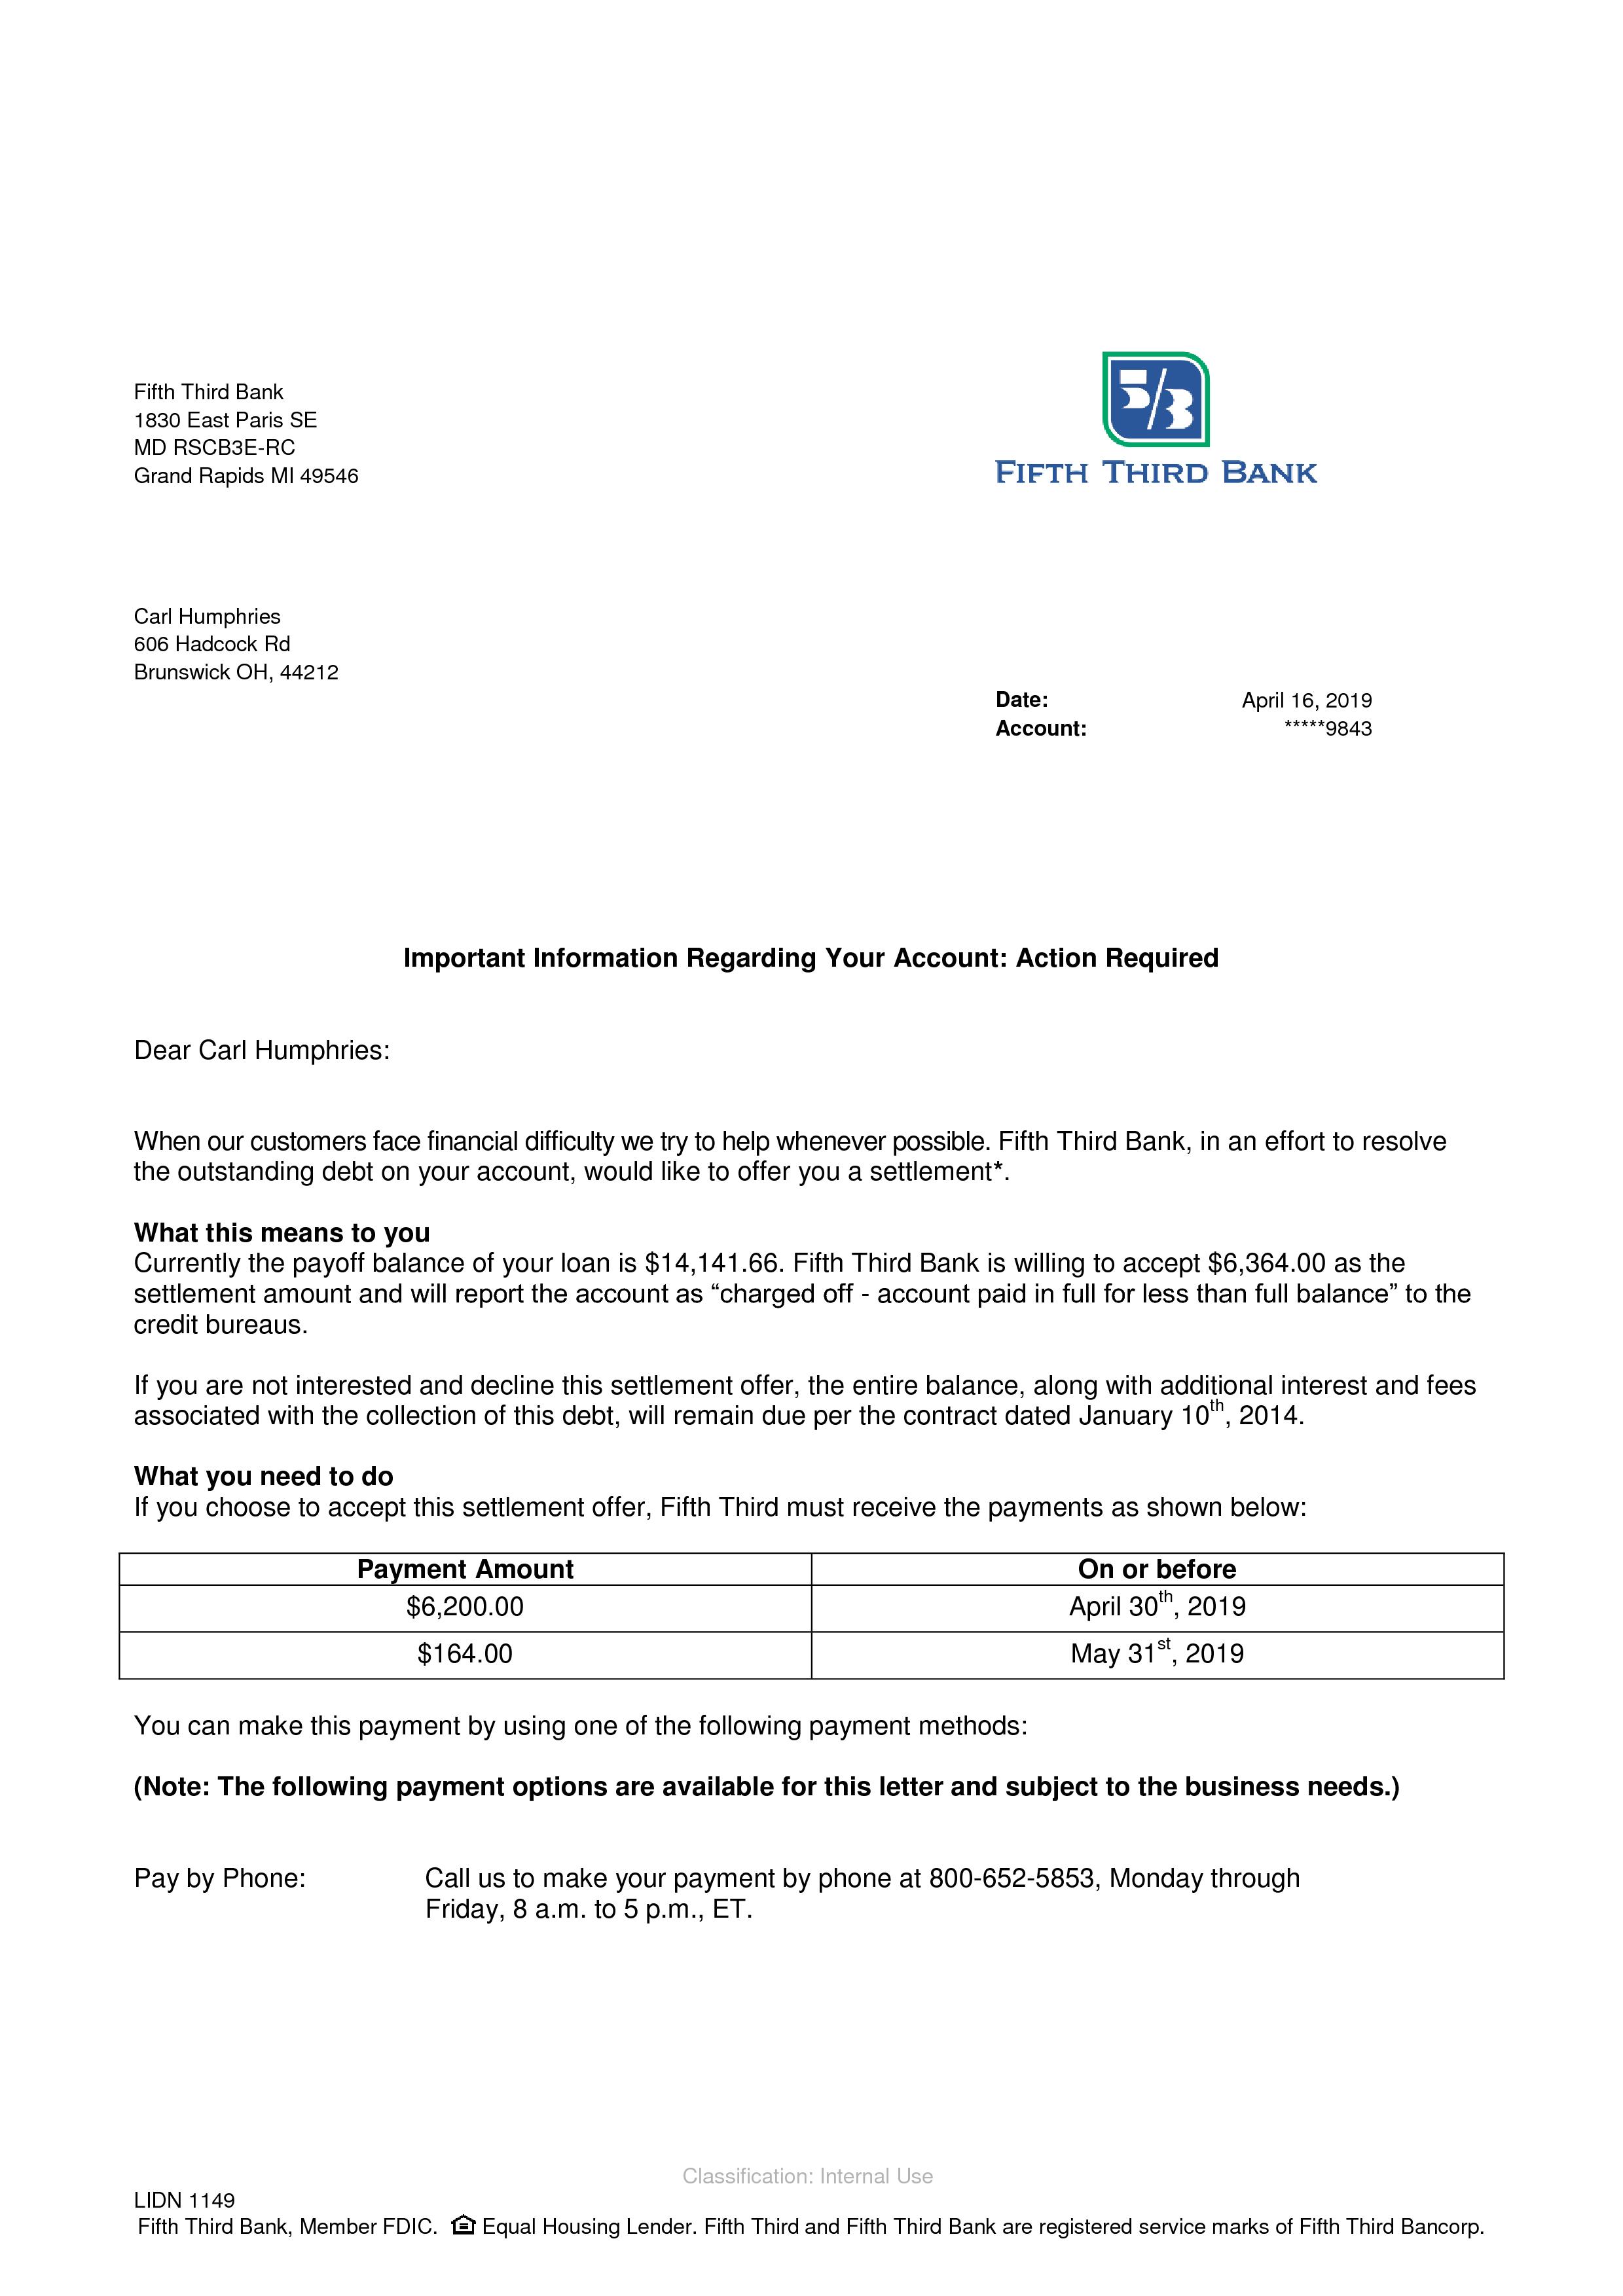 Fifth Third Bank
1830 East Paris SE
MD RSCB3E-RC
Grand Rapids MI 49546
5/3
FIFTH THIRD BANK
Carl Humphries
606 Hadcock Rd
Brunswick OH, 44212
Date: April 16, 2019
Account: *****9843
Important Information Regarding Your Account: Action Required
Dear Carl Humphries:
When our customers face financial difficulty we try to help whenever possible. Fifth Third Bank, in an effort to resolve
the outstanding debt on your account, would like to offer you a settlement*.
What this means to you
Currently the payoff balance of your loan is $14,141.66. Fifth Third Bank is willing to accept $6,364.00 as the
settlement amount and will report the account as “charged off - account paid in full for less than full balance” to the
credit bureaus.
If you are not interested and decline this settlement offer, the entire balance, along with additional interest and fees
associated with the collection of this debt, will remain due per the contract dated January 10th, 2014.
What you need to do
If you choose to accept this settlement offer, Fifth Third must receive the payments as shown below:
Payment Amount On or before
$6,200.00 April 30th, 2019
$164.00 May 31st, 2019
You can make this payment by using one of the following payment methods:
(Note: The following payment options are available for this letter and subject to the business needs.)
Pay by Phone: Call us to make your payment by phone at 800-652-5853, Monday through
Friday, 8 a.m. to 5 p.m., ET.
Classification: Internal Use
LIDN 1149
Fifth Third Bank, Member FDIC. Equal Housing Lender. Fifth Third and Fifth Third Bank are registered service marks of Fifth Third Bancorp.